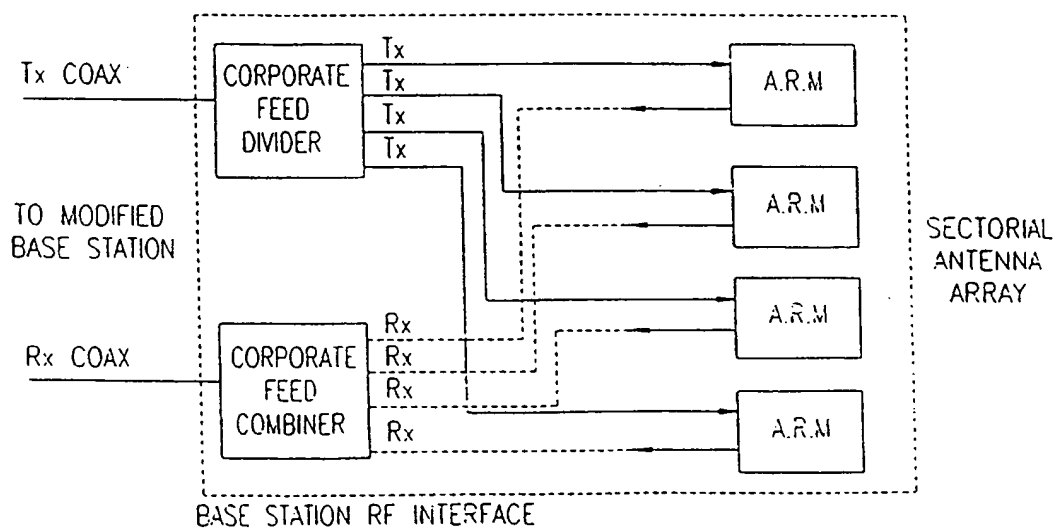 Tx COAX
CORPORATE
FEED
DIVIDER
Tx
Tx
Tx
Tx
A.R.M
A.R.M
A.R.M
A.R.M
TO MODIFIED
BASE STATION
SECTORIAL
ANTENNA
ARRAY
Rx COAX
CORPORATE
FEED
COMBINER
Rx
Rx
Rx
Rx
BASE STATION RF INTERFACE